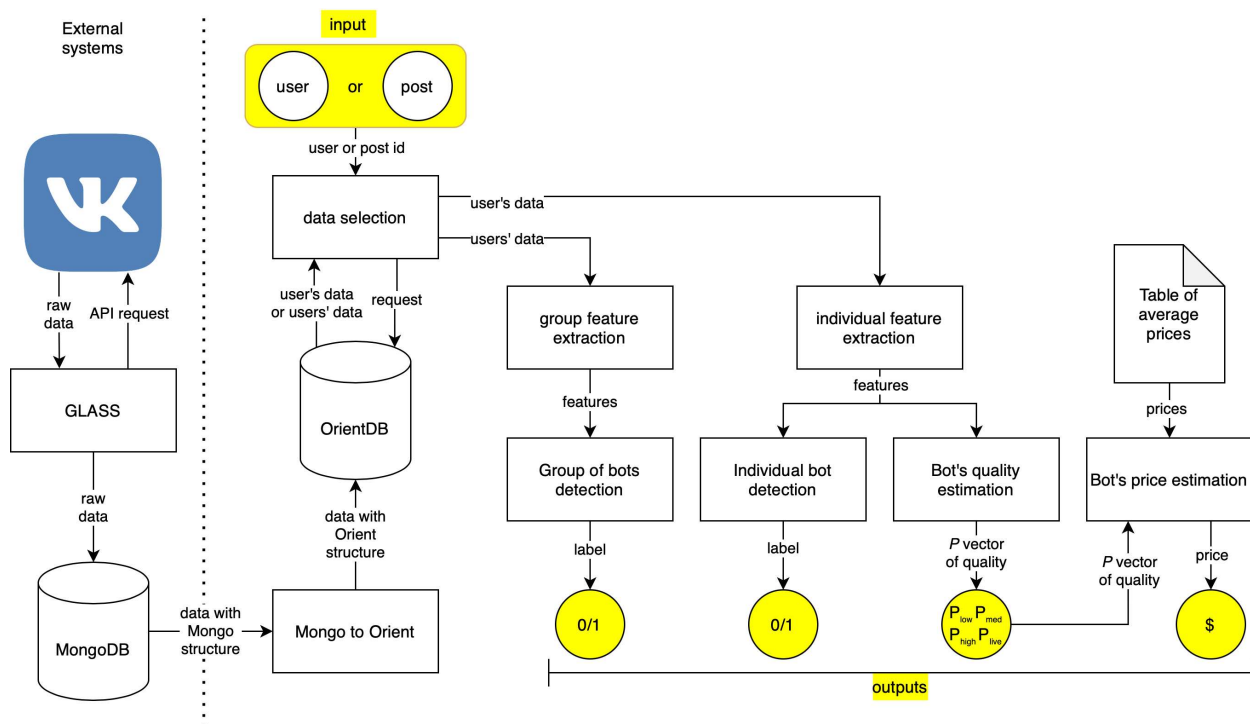 External
systems
input
user
or
post
user or post id
data selection
user's data
users' data
user's data
or users' data
request
raw
data
API request
GLASS
raw
data
MongoDB
data with
Mongo
structure
Mongo to Orient
data with
Orient
structure
OrientDB
group feature
extraction
features
Group of bots
detection
label
0/1
individual feature
extraction
features
Individual bot
detection
label
0/1
Bot's quality
estimation
P vector
of quality
Plow Pmed
Phigh Plive
P vector
of quality
Table of
average
prices
prices
Bot's price estimation
price
$
outputs